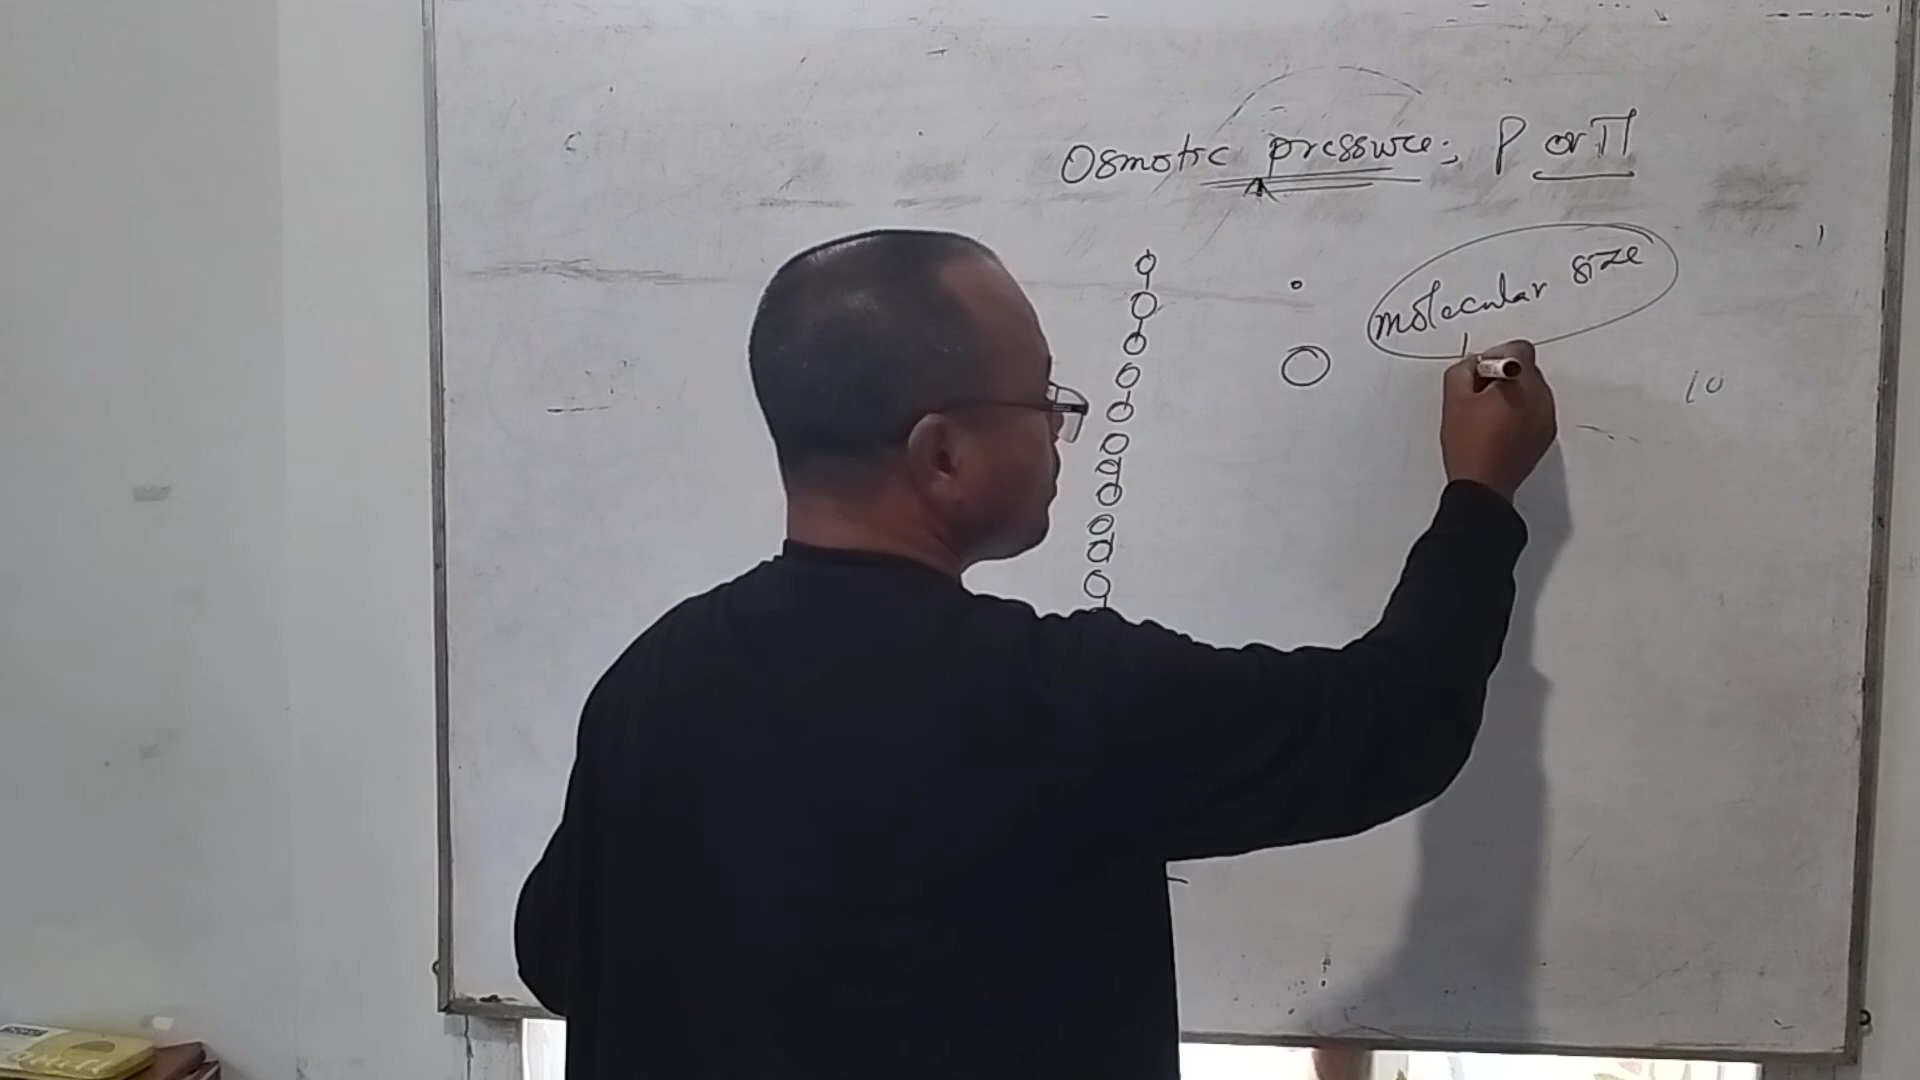 Osmotic pressure; P or π
molecular size
10